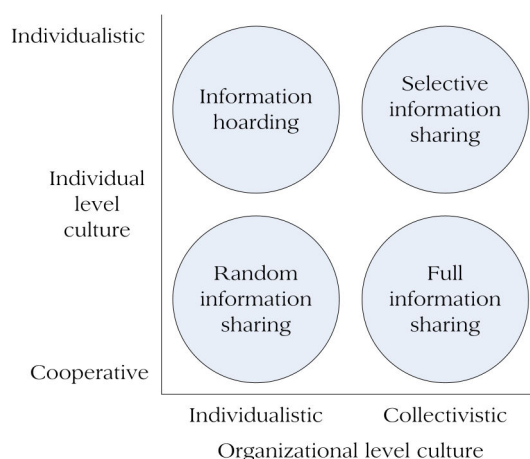 Individualistic
Information
hoarding
Selective
information
sharing
Individual
level
culture
Random
information
sharing
Full
information
sharing
Cooperative
Individualistic
Collectivistic
Organizational level culture